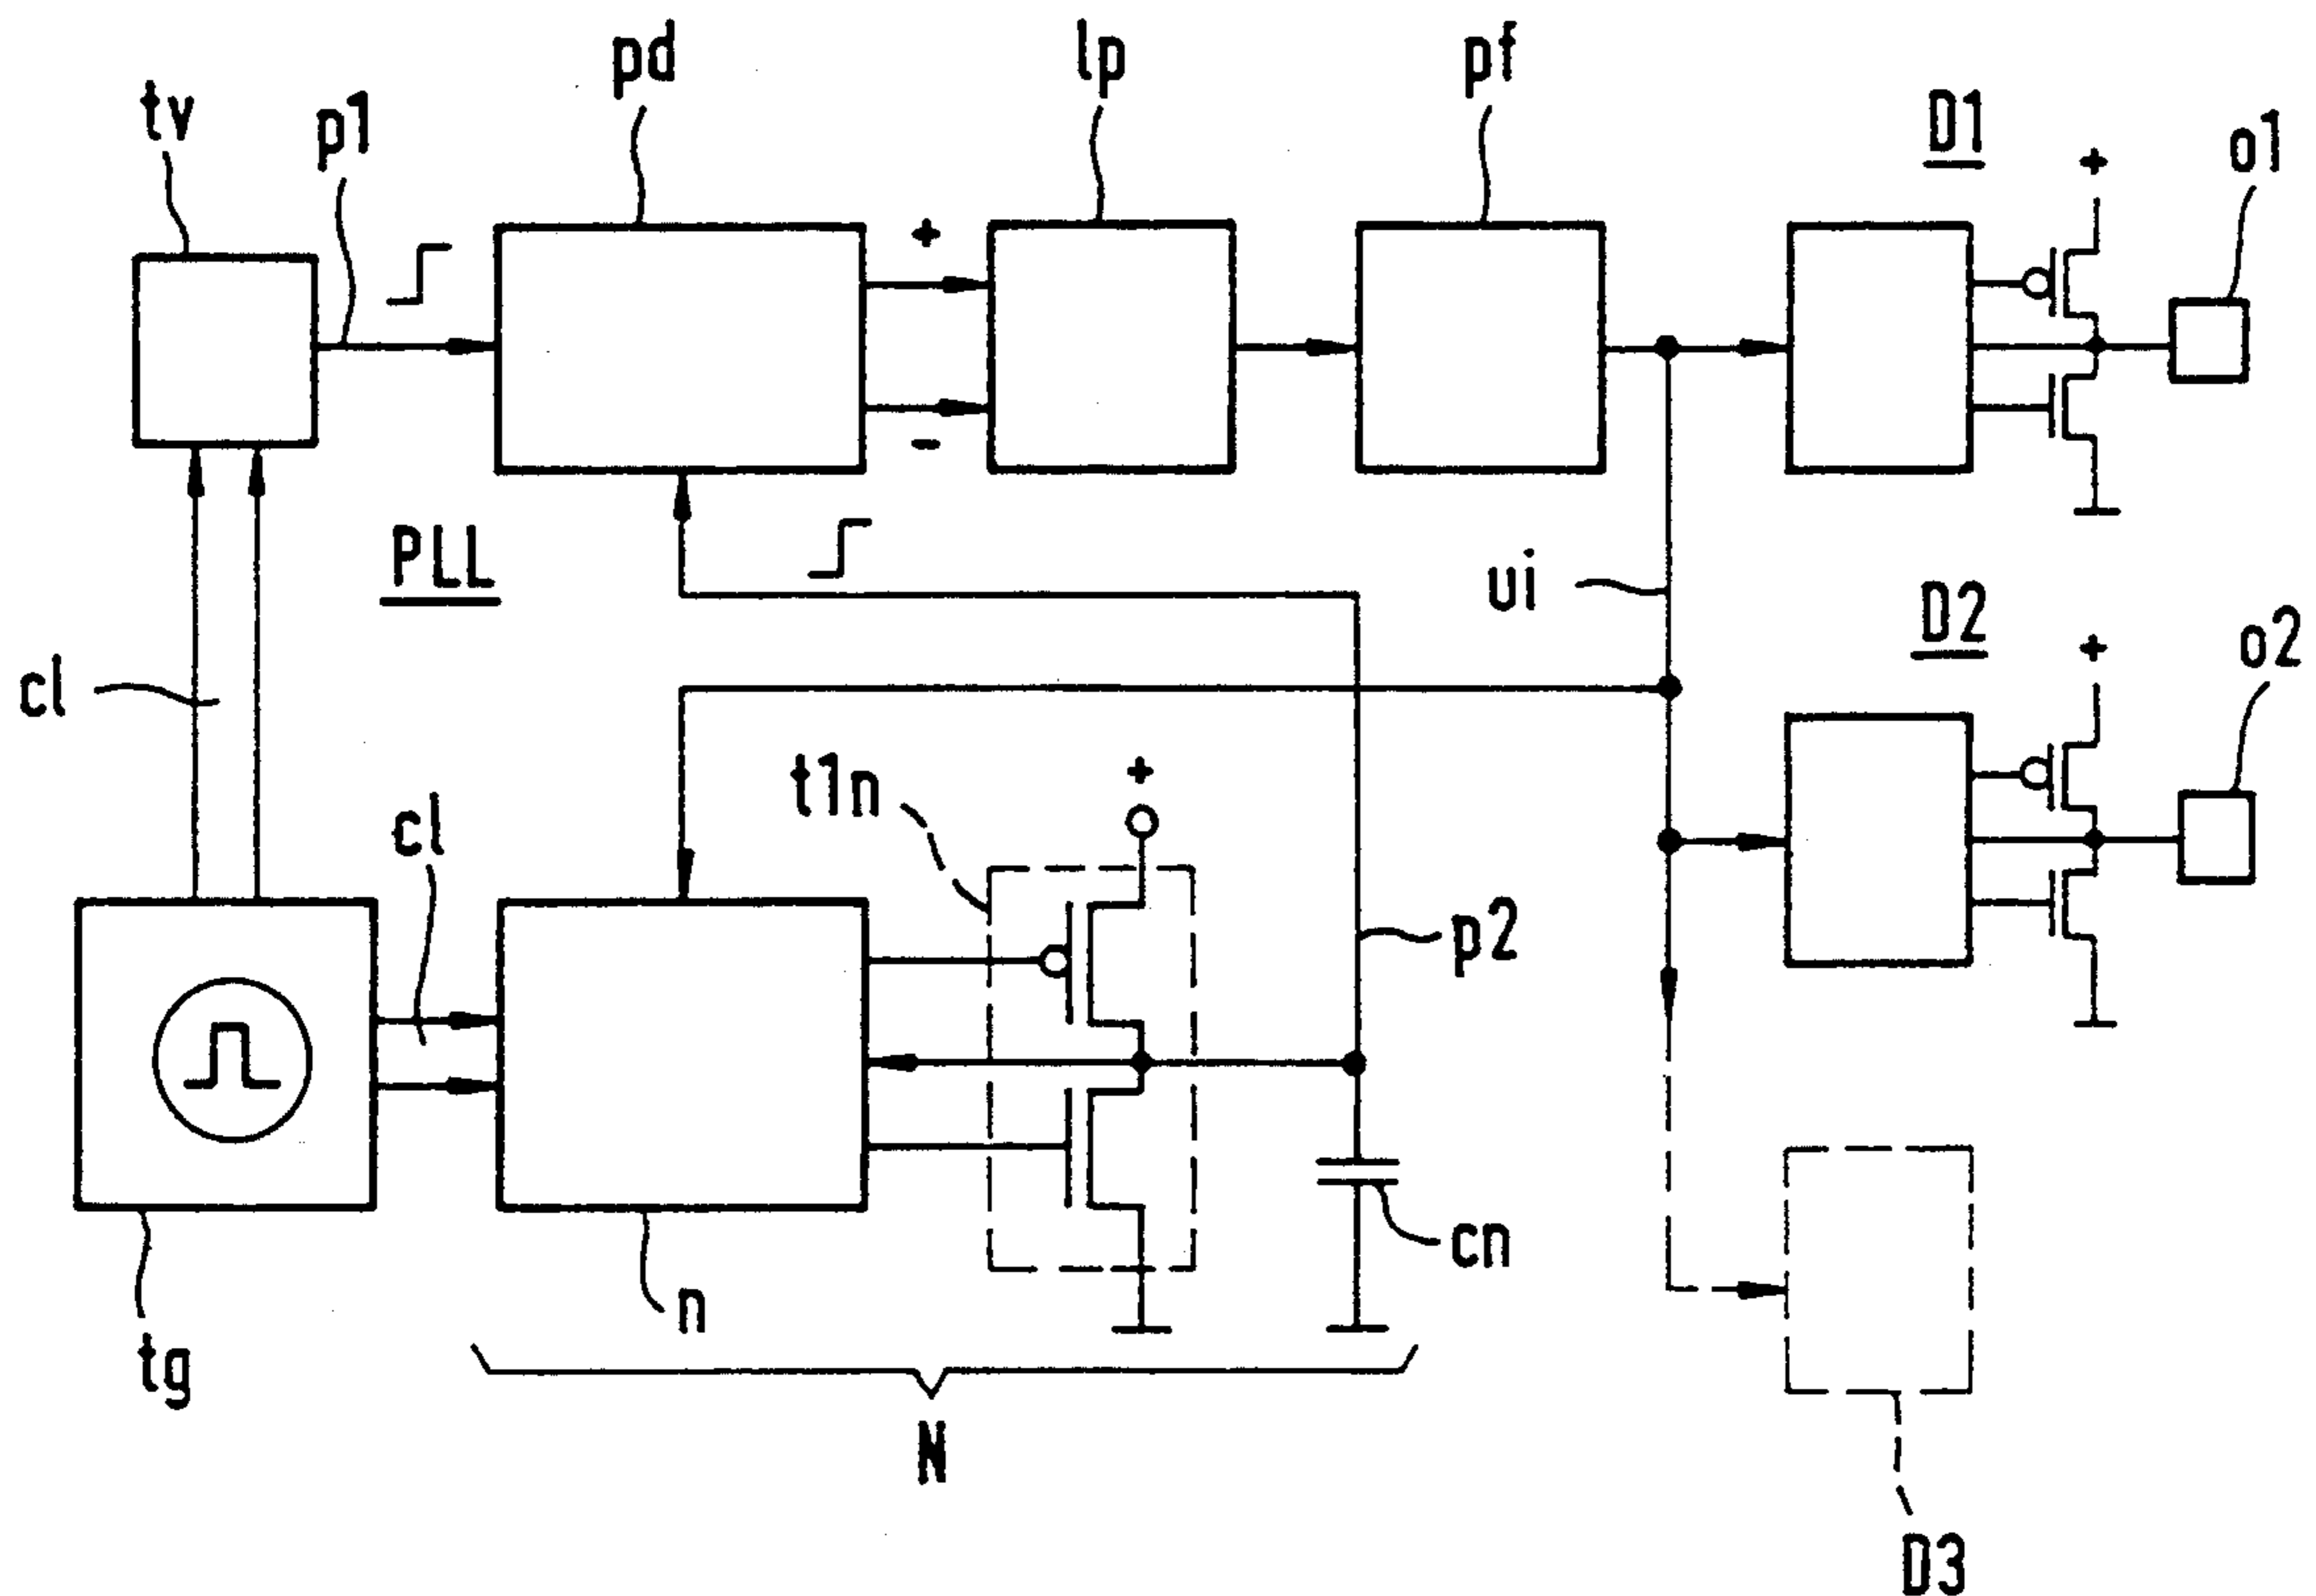 pd
lp
pf
tv
p1
D1
o1
+
+
-
PLL
ui
D2
o2
+
cl
t1n
+
cl
p2
cn
n
tg
N
D3